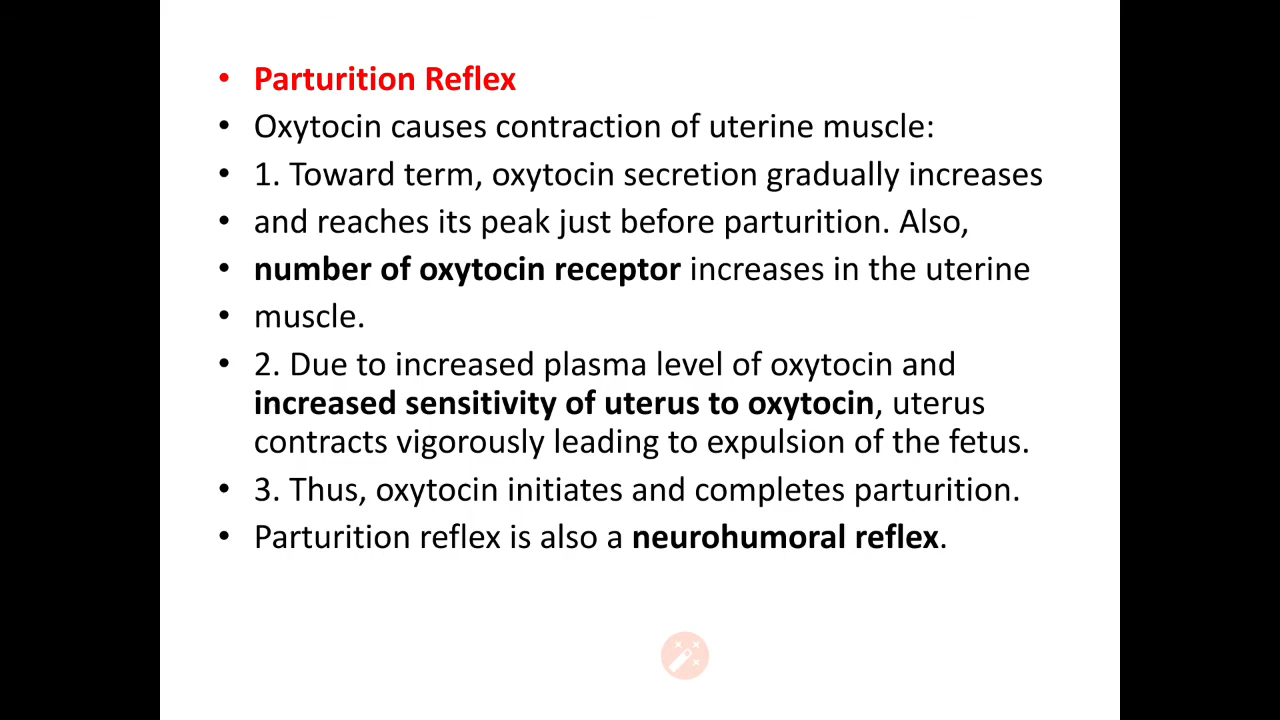 • Parturition Reflex
• Oxytocin causes contraction of uterine muscle:
• 1. Toward term, oxytocin secretion gradually increases
• and reaches its peak just before parturition. Also,
• number of oxytocin receptor increases in the uterine
• muscle.
• 2. Due to increased plasma level of oxytocin and
increased sensitivity of uterus to oxytocin, uterus
contracts vigorously leading to expulsion of the fetus.
• 3. Thus, oxytocin initiates and completes parturition.
• Parturition reflex is also a neurohumoral reflex.